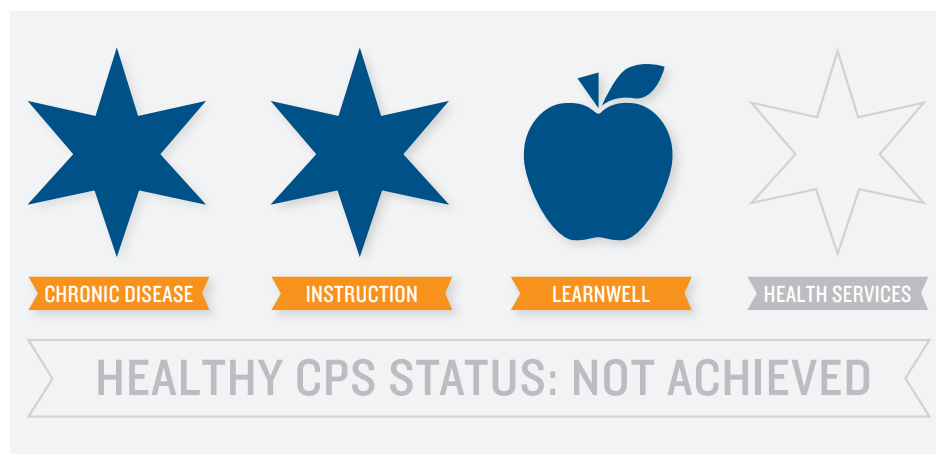 CHRONIC DISEASE
INSTRUCTION
LEARNWELL
HEALTH SERVICES
HEALTHY CPS STATUS: NOT ACHIEVED